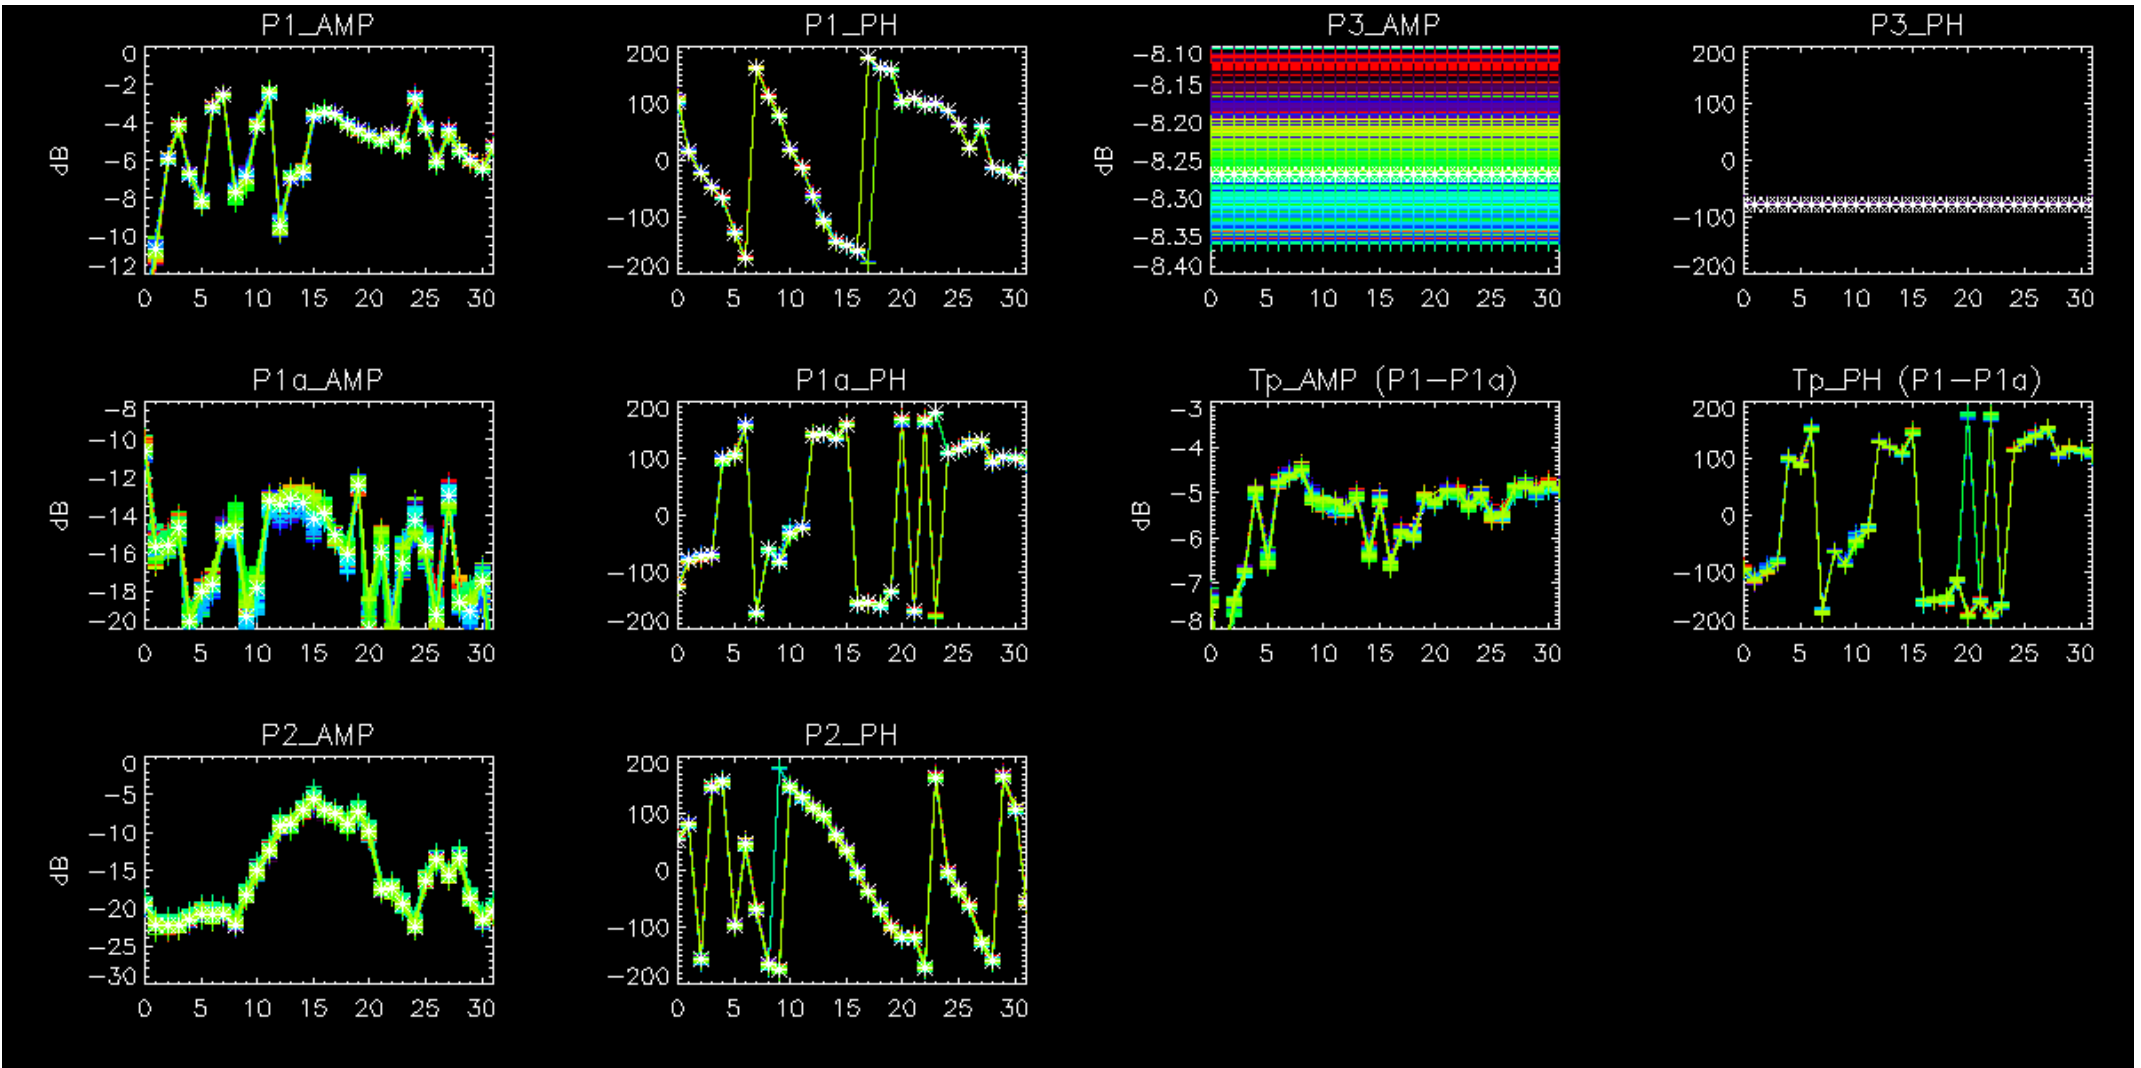 P1_AMP P1_PH P3_AMP P3_PH
0 200 -8.10 200
-2 -8.15
100 100
-4 -8.20
dB -6 0 dB -8.25 0
-8 -8.30
-100 -100
-10 -8.35
-12 -200 -8.40 -200
0 5 10 15 20 25 30 0 5 10 15 20 25 30 0 5 10 15 20 25 30 0 5 10 15 20 25 30
P1a_AMP P1a_PH Tp_AMP (P1-P1a) Tp_PH (P1-P1a)
-8 200 -3 200
-10
-12 100 -4 100
dB -14 0 dB -5 0
-16 -6
-18 -100 -7 -100
-20 -200 -8 -200
0 5 10 15 20 25 30 0 5 10 15 20 25 30 0 5 10 15 20 25 30 0 5 10 15 20 25 30
P2_AMP P2_PH
0 200
-5 100
-10
dB -15 0
-20 -100
-25
-30 -200
0 5 10 15 20 25 30 0 5 10 15 20 25 30